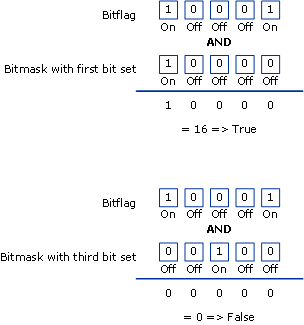 Bitflag 1 0 0 0 1
On Off Off Off On
AND
Bitmask with first bit set 1 0 0 0 0
On Off Off Off Off
1 0 0 0 0
= 16 => True
Bitflag 1 0 0 0 1
On Off Off Off On
AND
Bitmask with third bit set 0 0 1 0 0
Off Off On Off Off
0 0 0 0 0
= 0 => False